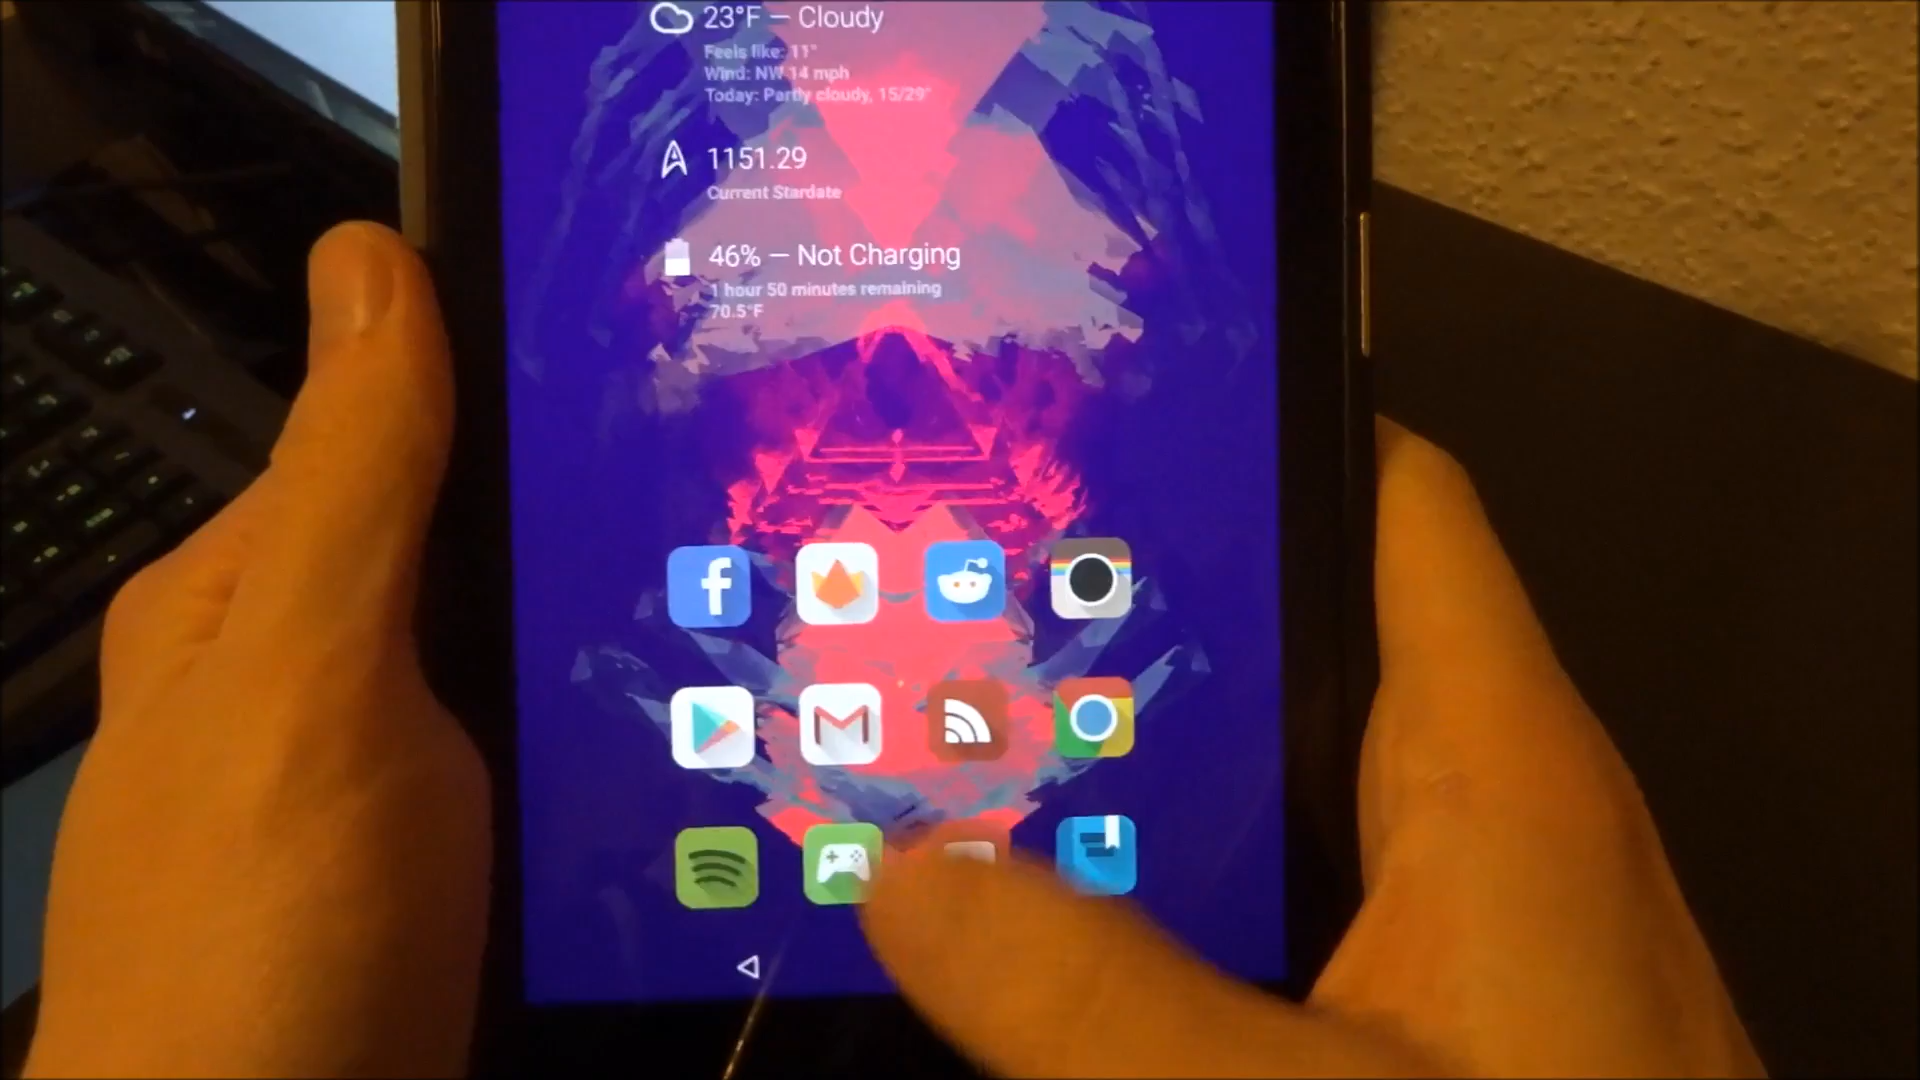 23°F — Cloudy
Feels like: 11°
Wind: NW 14 mph
Today: Partly cloudy, 15/29°
1151.29
Current Stardate
46% — Not Charging
1 hour 50 minutes remaining
70.5°F